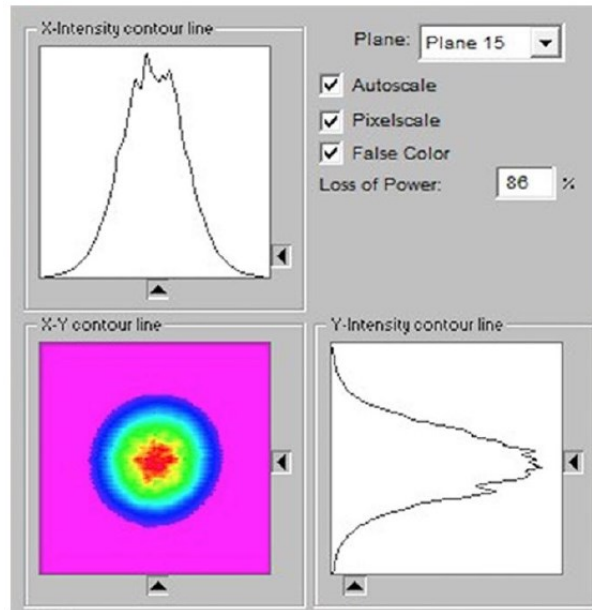 X-Intensity contour line
Plane: Plane 15
Autoscale
Pixelscale
False Color
Loss of Power: 86 %
X-Y contour line
Y-Intensity contour line